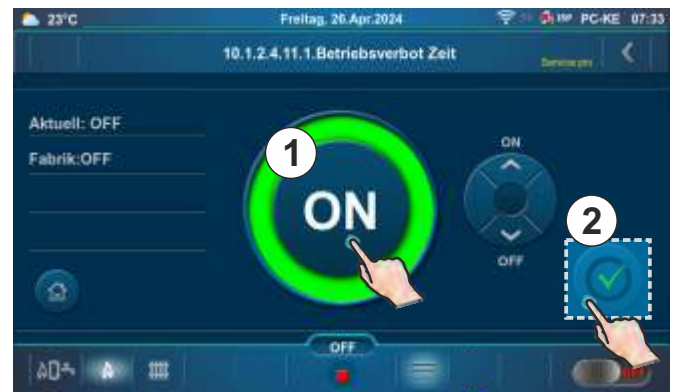 23°C Freitag, 26.Apr.2024 PC-KE 07:33
10.1.2.4.11.1.Betriebsverbot Zeit
Aktuell: OFF
Fabrik:OFF
1
ON
ON
OFF
2
OFF